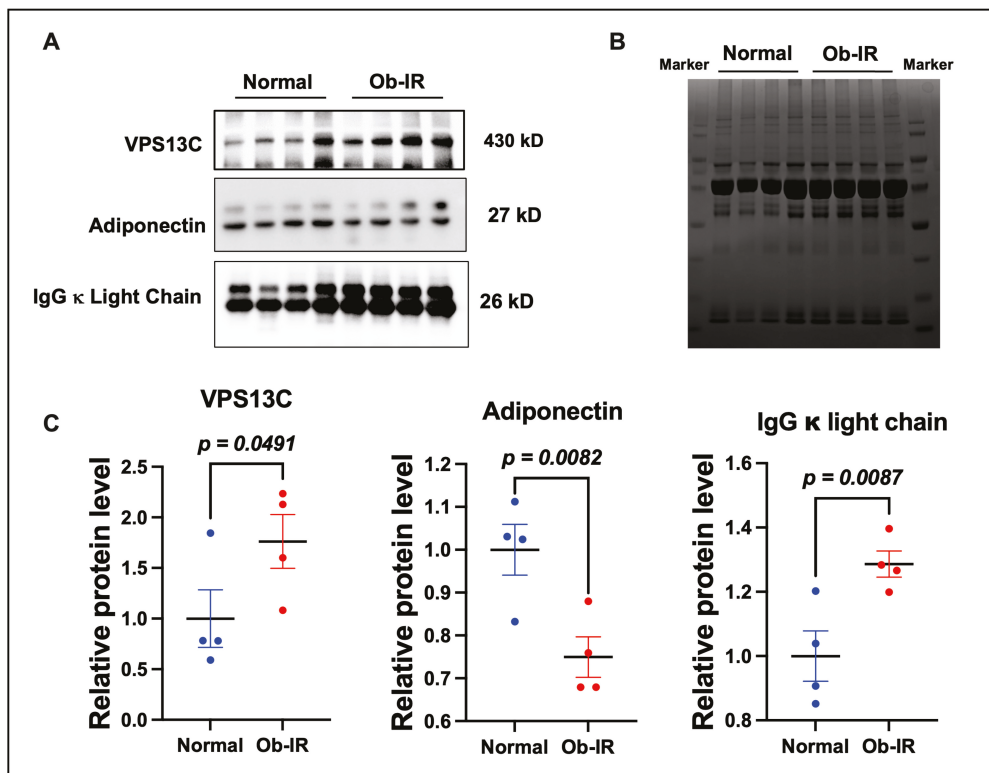 A
Normal
Ob-IR
VPS13C
430 kD
Adiponectin
27 kD
IgG κ Light Chain
26 kD
B
Marker
Normal
Ob-IR
Marker
C
VPS13C
p = 0.0491
Relative protein level
2.5
2.0
1.5
1.0
0.5
0.0
Normal
Ob-IR
Adiponectin
p = 0.0082
Relative protein level
1.2
1.1
1.0
0.9
0.8
0.7
0.6
Normal
Ob-IR
IgG κ light chain
p = 0.0087
Relative protein level
1.6
1.4
1.2
1.0
0.8
Normal
Ob-IR